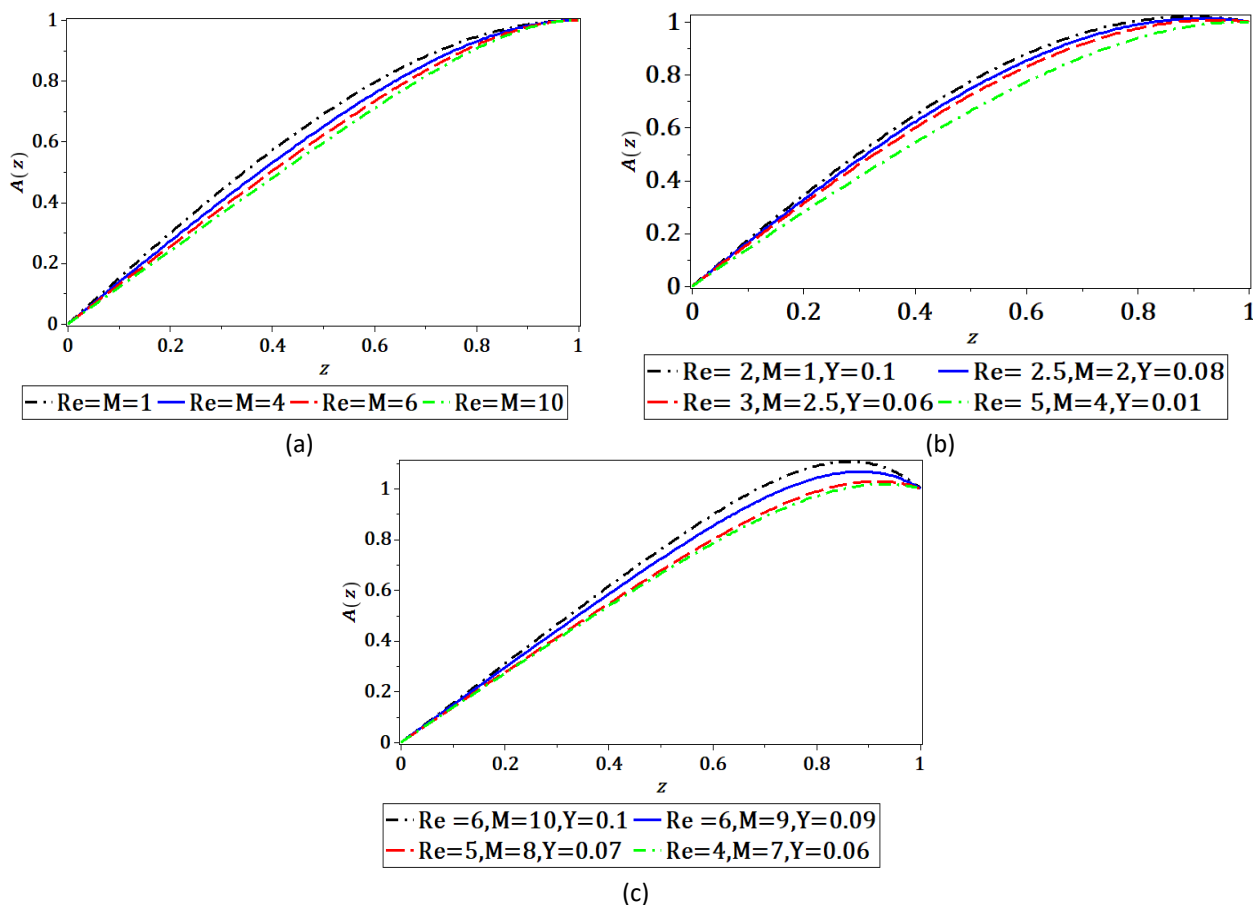 1
0.8
0.6
A(z)
0.4
0.2
0
0 0.2 0.4 0.6 0.8 1
z
Re=M=1 Re=M=4 Re=M=6 Re=M=10
(a)
1
0.8
0.6
A(z)
0.4
0.2
0
0 0.2 0.4 0.6 0.8 1
z
Re= 2,M=1,Y=0.1 Re= 2.5,M=2,Y=0.08
Re= 3,M=2.5,Y=0.06 Re= 5,M=4,Y=0.01
(b)
1
0.8
0.6
A(z)
0.4
0.2
0
0 0.2 0.4 0.6 0.8 1
z
Re =6,M=10,Y=0.1 Re =6,M=9,Y=0.09
Re=5,M=8,Y=0.07 Re=4,M=7,Y=0.06
(c)